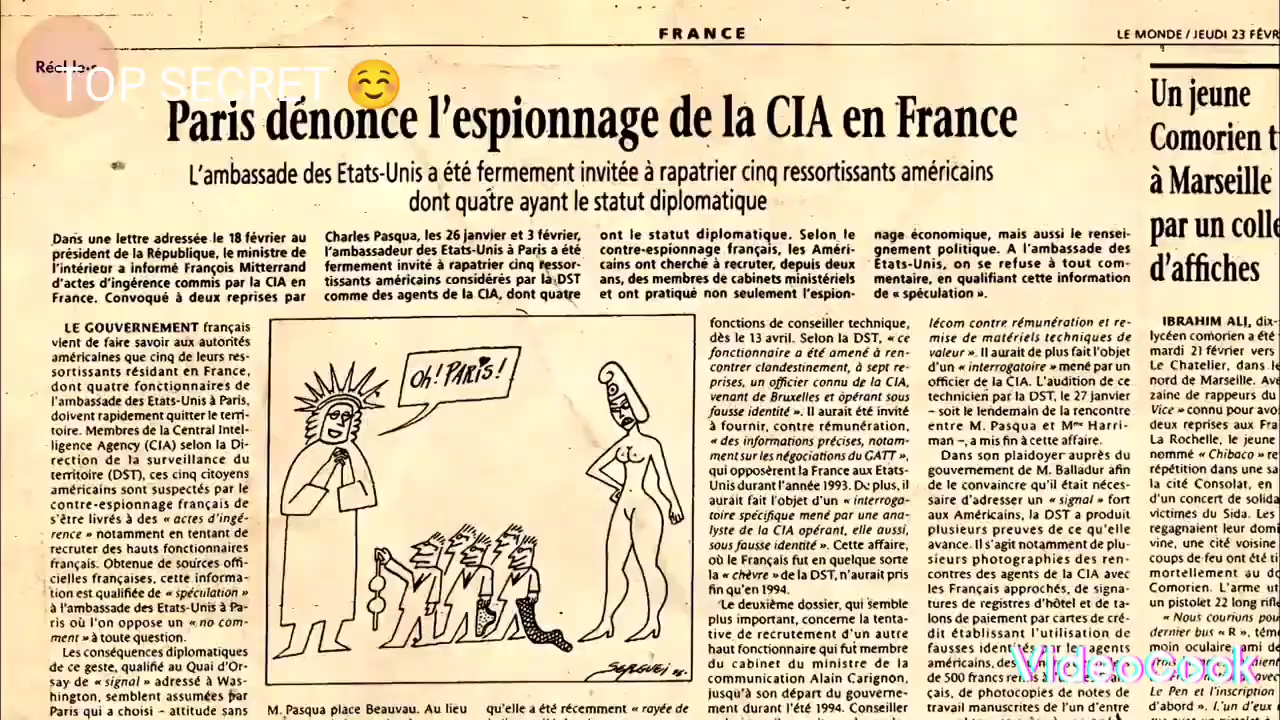 FRANCE
LE MONDE / JEUDI 23 FÉVR
TOP SECRET ☺️
Paris dénonce l'espionnage de la CIA en France
L'ambassade des Etats-Unis a été fermement invitée à rapatrier cinq ressortissants américains
dont quatre ayant le statut diplomatique
Dans une lettre adressée le 18 février au
président de la République, le ministre de
l'intérieur a informé François Mitterrand
d'actes d'ingérence commis par la CIA en
France. Convoqué à deux reprises par
Charles Pasqua, les 26 janvier et 3 février,
l'ambassadeur des Etats-Unis à Paris a été
fermement invité à rapatrier cinq ressor-
tissants américains considérés par la DST
comme des agents de la CIA, dont quatre
ont le statut diplomatique. Selon le
contre-espionnage français, les Améri-
cains ont cherché à recruter, depuis deux
ans, des membres de cabinets ministériels
et ont pratiqué non seulement l'espion-
nage économique, mais aussi le rensei-
gnement politique. A l'ambassade des
Etats-Unis, on se refuse à tout com-
mentaire, en qualifiant cette information
de « spéculation ».
LE GOUVERNEMENT français
vient de faire savoir aux autorités
américaines que cinq de leurs res-
sortissants résidant en France,
dont quatre fonctionnaires de
l'ambassade des Etats-Unis à Paris,
doivent rapidement quitter le terri-
toire. Membres de la Central Intel-
ligence Agency (CIA) selon la Di-
rection de la surveillance du
territoire (DST), ces cinq citoyens
américains sont suspectés par le
contre-espionnage français de
s'être livrés à des « actes d'ingé-
rence » notamment en tentant de
recruter des hauts fonctionnaires
français. Obtenue de sources offi-
cielles françaises, cette informa-
tion est qualifiée de « spéculation »
à l'ambassade des Etats-Unis à Pa-
ris où l'on oppose un « no com-
ment » à toute question.
Les conséquences diplomatiques
de ce geste, qualifié au Quai d'Or-
say de « signal » adressé à Was-
hington, semblent assumées par
Paris qui a choisi – attitude sans
Oh! PARIS!
SERGUEI
M. Pasqua place Beauvau. Au lieu
qu'elle a été récemment « rayée de
fonctions de conseiller technique,
dès le 13 avril. Selon la DST, « ce
fonctionnaire a été amené à ren-
contrer clandestinement, à sept re-
prises, un officier connu de la CIA,
venant de Bruxelles et opérant sous
fausse identité ». Il aurait été invité
à fournir, contre rémunération,
« des informations précises, notam-
ment sur les négociations du GATT »,
qui opposèrent la France aux Etats-
Unis durant l'année 1993. De plus, il
aurait fait l'objet d'un « interroga-
toire spécifique mené par une ana-
lyste de la CIA opérant, elle aussi,
sous fausse identité ». Cette affaire,
où le Français fut en quelque sorte
la « chèvre » de la DST, n'aurait pris
fin qu'en 1994.
Le deuxième dossier, qui semble
plus important, concerne la tenta-
tive de recrutement d'un autre
haut fonctionnaire qui fut membre
du cabinet du ministre de la
communication Alain Carignon,
jusqu'à son départ du gouverne-
ment durant l'été 1994. Conseiller
lécom contre rémunération et re-
mise de matériels techniques de
valeur ». Il aurait de plus fait l'objet
d'un « interrogatoire » mené par un
officier de la CIA. L'audition de ce
technicien par la DST, le 27 janvier
– soit le lendemain de la rencontre
entre M. Pasqua et Mme Harri-
man –, a mis fin à cette affaire.
Dans son plaidoyer auprès du
gouvernement de M. Balladur afin
de le convaincre qu'il était néces-
saire d'adresser un « signal » fort
aux Américains, la DST a produit
plusieurs preuves de ce qu'elle
avance. Il s'agit notamment de plu-
sieurs photographies des ren-
contres des agents de la CIA avec
les Français approchés, de signa-
tures de registres d'hôtel et de ta-
lons de paiement par cartes de cré-
dit établissant l'utilisation de
fausses identités par les agents
américains, des
de 500 francs
çais, de photocopies de notes de
travail manuscrites de l'un d'entre
Un jeune
Comorien t
à Marseille
par un colle
d'affiches
IBRAHIM ALI, dix-
lycéen comorien a été
mardi 21 février vers
Le Chatelier, dans le
nord de Marseille. Ave
zaine de rappeurs du
Vice » connu pour avo
deux reprises aux Fra
La Rochelle, le jeune
nommé « Chibaco » re
répétition dans une sa
la cité Consolat, en
d'un concert de solida
victimes du Sida. Les
regagnaient leur domi
vine, une cité voisine
coups de feu ont été ti
mortellement au do
Comorien. L'arme ut
un pistolet 22 long rifle
« Nous courions pou
dernier bus « R », tém
moin oculaire ami de
Le Pen et l'inscription
d'abord ». L'un d'eux
VideoCook